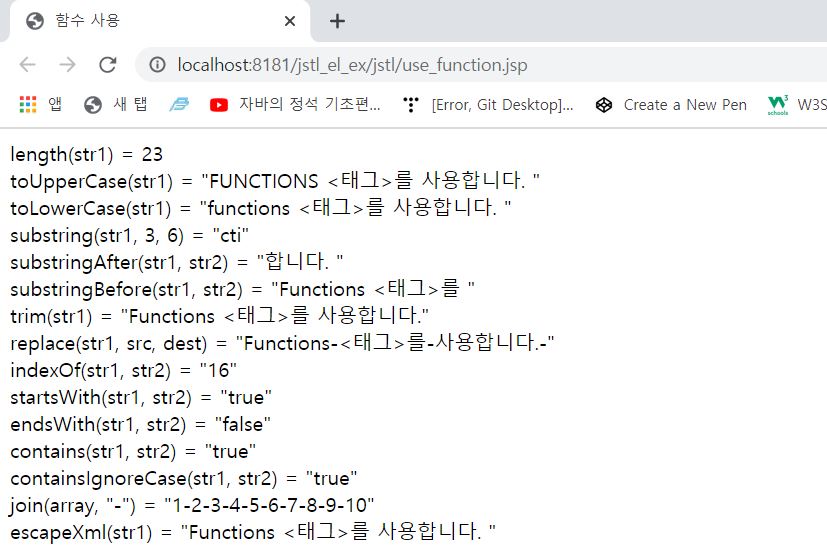 함수 사용
localhost:8181/jstl_el_ex/jstl/use_function.jsp
앱 새 탭 자바의 정석 기초편... [Error, Git Desktop]... Create a New Pen W3 schools W3S
length(str1) = 23
toUpperCase(str1) = "FUNCTIONS <태그>를 사용합니다. "
toLowerCase(str1) = "functions <태그>를 사용합니다. "
substring(str1, 3, 6) = "cti"
substringAfter(str1, str2) = "합니다. "
substringBefore(str1, str2) = "Functions <태그>를 "
trim(str1) = "Functions <태그>를 사용합니다."
replace(str1, src, dest) = "Functions-<태그>를-사용합니다.-"
indexOf(str1, str2) = "16"
startsWith(str1, str2) = "true"
endsWith(str1, str2) = "false"
contains(str1, str2) = "true"
containsIgnoreCase(str1, str2) = "true"
join(array, "-") = "1-2-3-4-5-6-7-8-9-10"
escapeXml(str1) = "Functions <태그>를 사용합니다. "